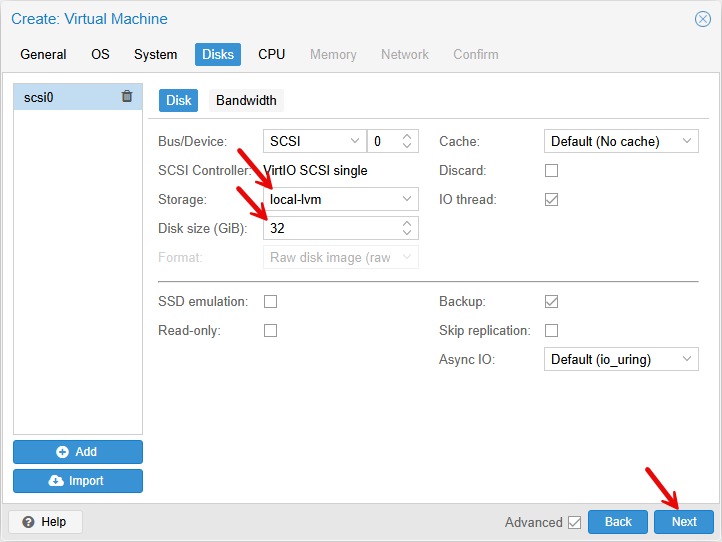 Create: Virtual Machine
General OS System Disks CPU Memory Network Confirm
scsi0
Disk Bandwidth
Bus/Device: SCSI 0 Cache: Default (No cache)
SCSI Controller: VirtIO SCSI single Discard:
Storage: local-lvm IO thread:
Disk size (GiB): 32
Format: Raw disk image (raw
SSD emulation: Backup:
Read-only: Skip replication:
Async IO: Default (io_uring)
Add
Import
Help Advanced Back Next